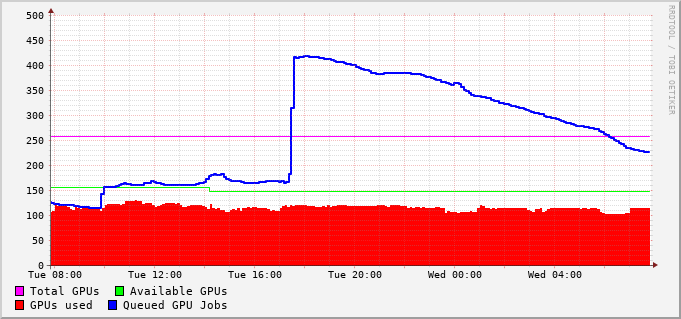 500
450
400
350
300
250
200
150
100
50
0
Tue 08:00 Tue 12:00 Tue 16:00 Tue 20:00 Wed 00:00 Wed 04:00
Total GPUs Available GPUs
GPUs used Queued GPU Jobs
RRDTOOL / TOBI OETIKER